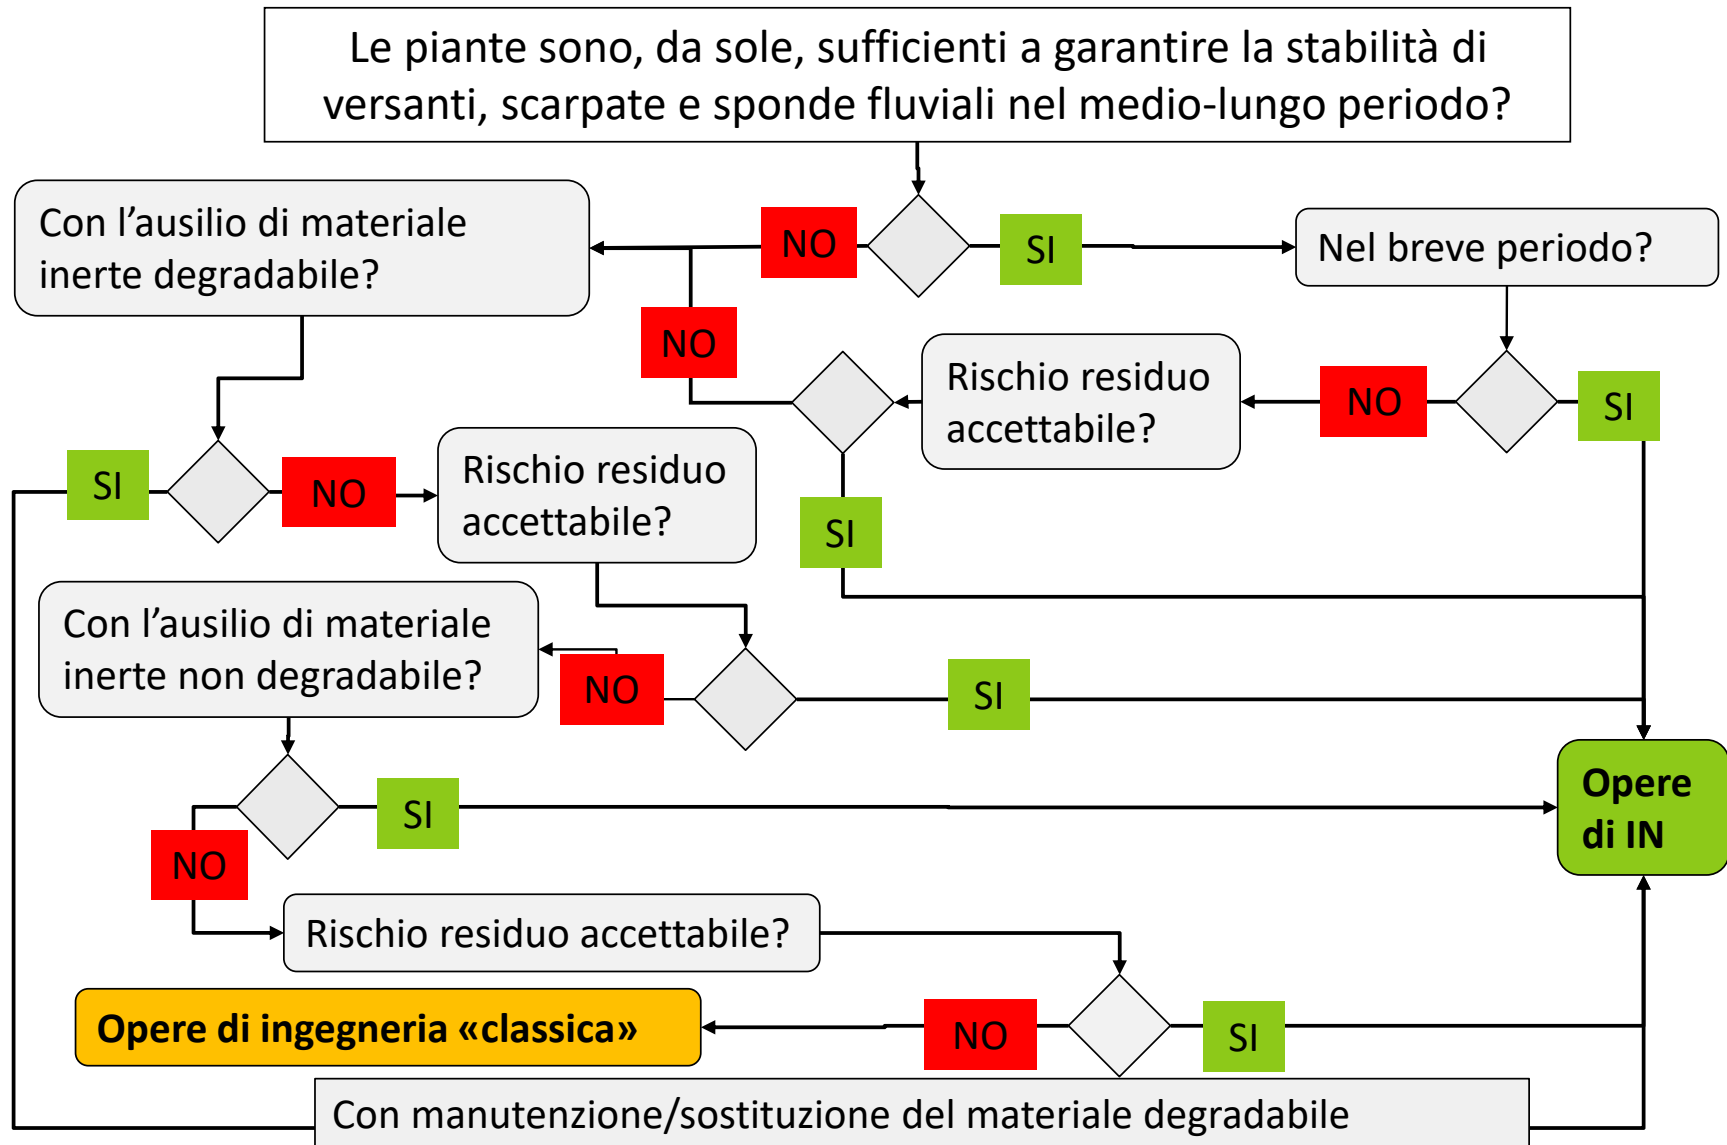 Le piante sono, da sole, sufficienti a garantire la stabilità di
versanti, scarpate e sponde fluviali nel medio-lungo periodo?
Con l'ausilio di materiale
inerte degradabile?
NO
SI
Nel breve periodo?
NO
Rischio residuo
accettabile?
NO
SI
SI
NO
Rischio residuo
accettabile?
SI
Con l'ausilio di materiale
inerte non degradabile?
NO
SI
Opere
di IN
SI
NO
Rischio residuo accettabile?
Opere di ingegneria «classica»
NO
SI
Con manutenzione/sostituzione del materiale degradabile